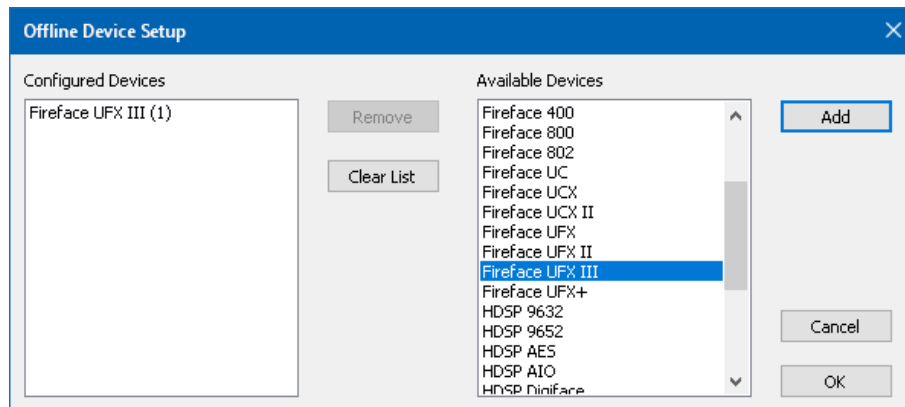 Offline Device Setup
Configured Devices
Fireface UFX III (1)
Remove
Clear List
Available Devices
Fireface 400
Fireface 800
Fireface 802
Fireface UC
Fireface UCX
Fireface UCX II
Fireface UFX
Fireface UFX II
Fireface UFX III
Fireface UFX+
HDSP 9632
HDSP 9652
HDSP AES
HDSP AIO
HDSP Digiface
Add
Cancel
OK